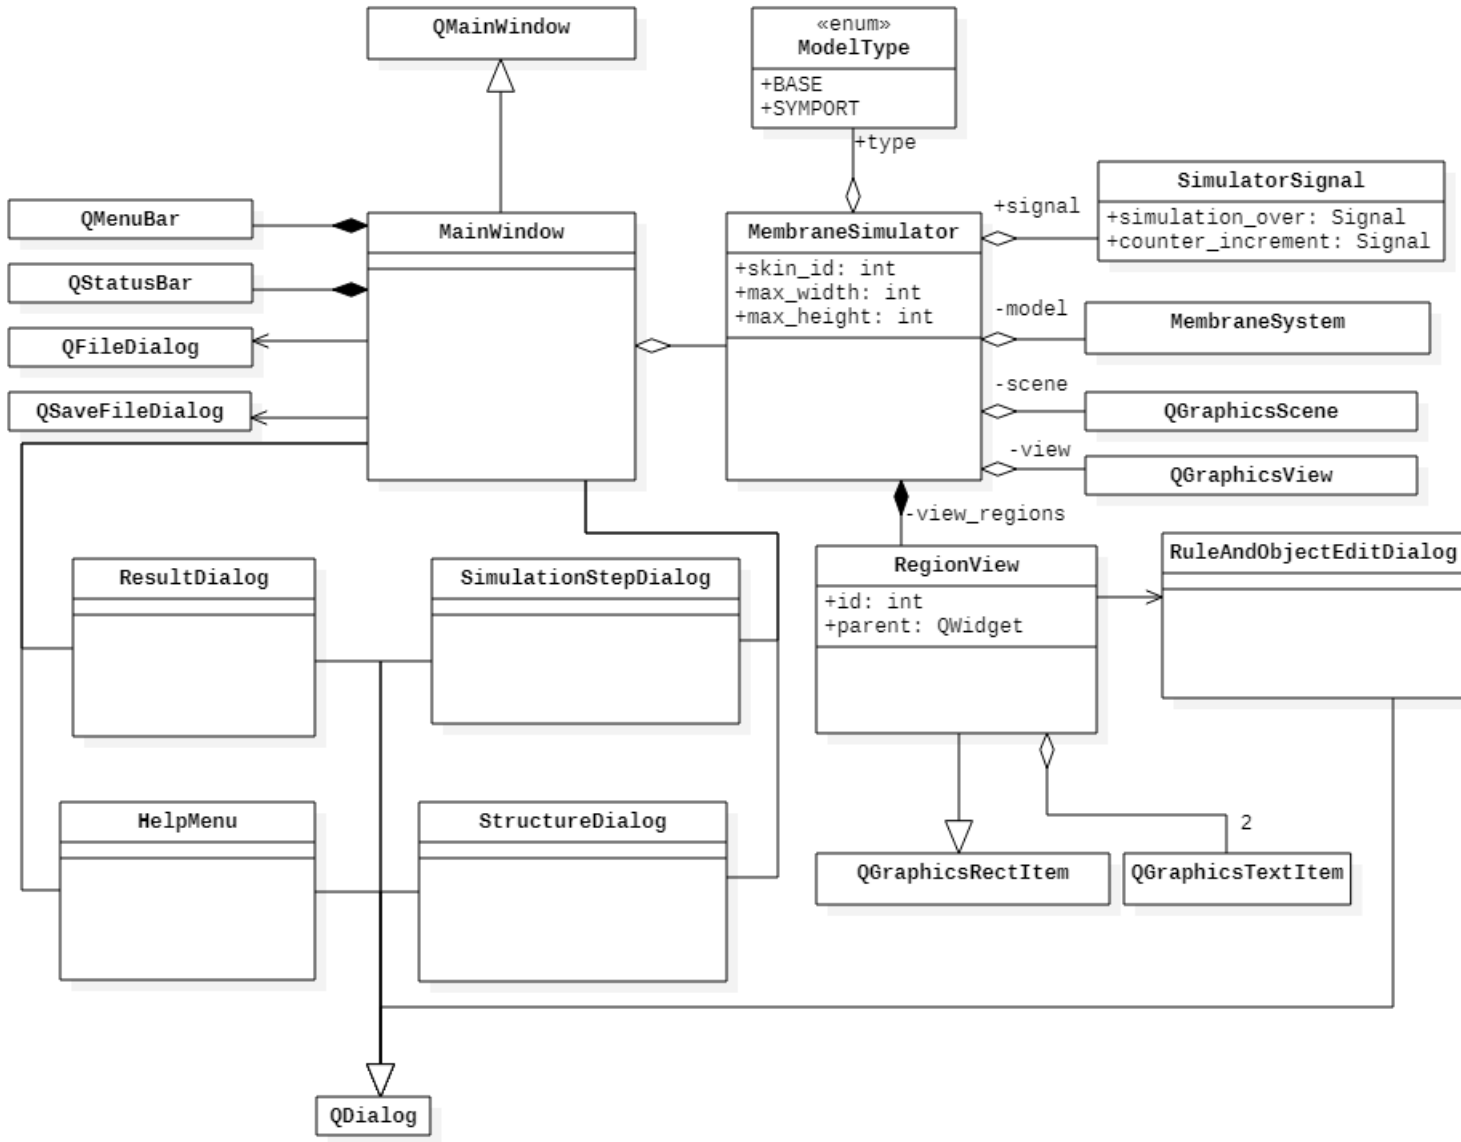 QMainWindow
«enum»
ModelType
+BASE
+SYMPORT
+type
QMenuBar
QStatusBar
QFileDialog
QSaveFileDialog
MainWindow
MembraneSimulator
+skin_id: int
+max_width: int
+max_height: int
+signal
SimulatorSignal
+simulation_over: Signal
+counter_increment: Signal
-model
MembraneSystem
-scene
QGraphicsScene
-view
QGraphicsView
-view_regions
RegionView
+id: int
+parent: QWidget
RuleAndObjectEditDialog
ResultDialog
SimulationStepDialog
HelpMenu
StructureDialog
2
QGraphicsRectItem
QGraphicsTextItem
QDialog